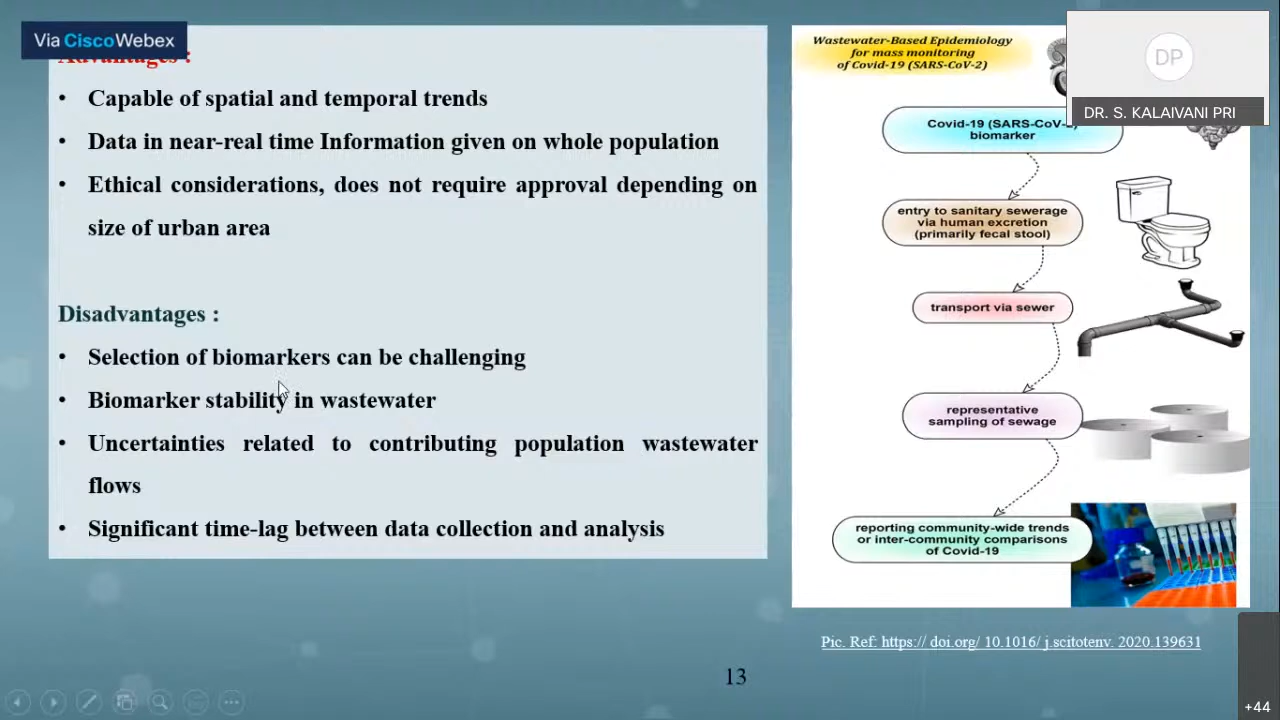 Via CiscoWebex
Advantages :
• Capable of spatial and temporal trends
• Data in near-real time Information given on whole population
• Ethical considerations, does not require approval depending on
size of urban area
Disadvantages :
• Selection of biomarkers can be challenging
• Biomarker stability in wastewater
• Uncertainties related to contributing population wastewater
flows
• Significant time-lag between data collection and analysis
Wastewater-Based Epidemiology
for mass monitoring
of Covid-19 (SARS-CoV-2)
Covid-19 (SARS-CoV-2)
biomarker
entry to sanitary sewerage
via human excretion
(primarily fecal stool)
transport via sewer
representative
sampling of sewage
reporting community-wide trends
or inter-community comparisons
of Covid-19
Pic. Ref: https:// doi.org/ 10.1016/ j.scitotenv. 2020.139631
13
DP
DR. S. KALAIVANI PRI
+44